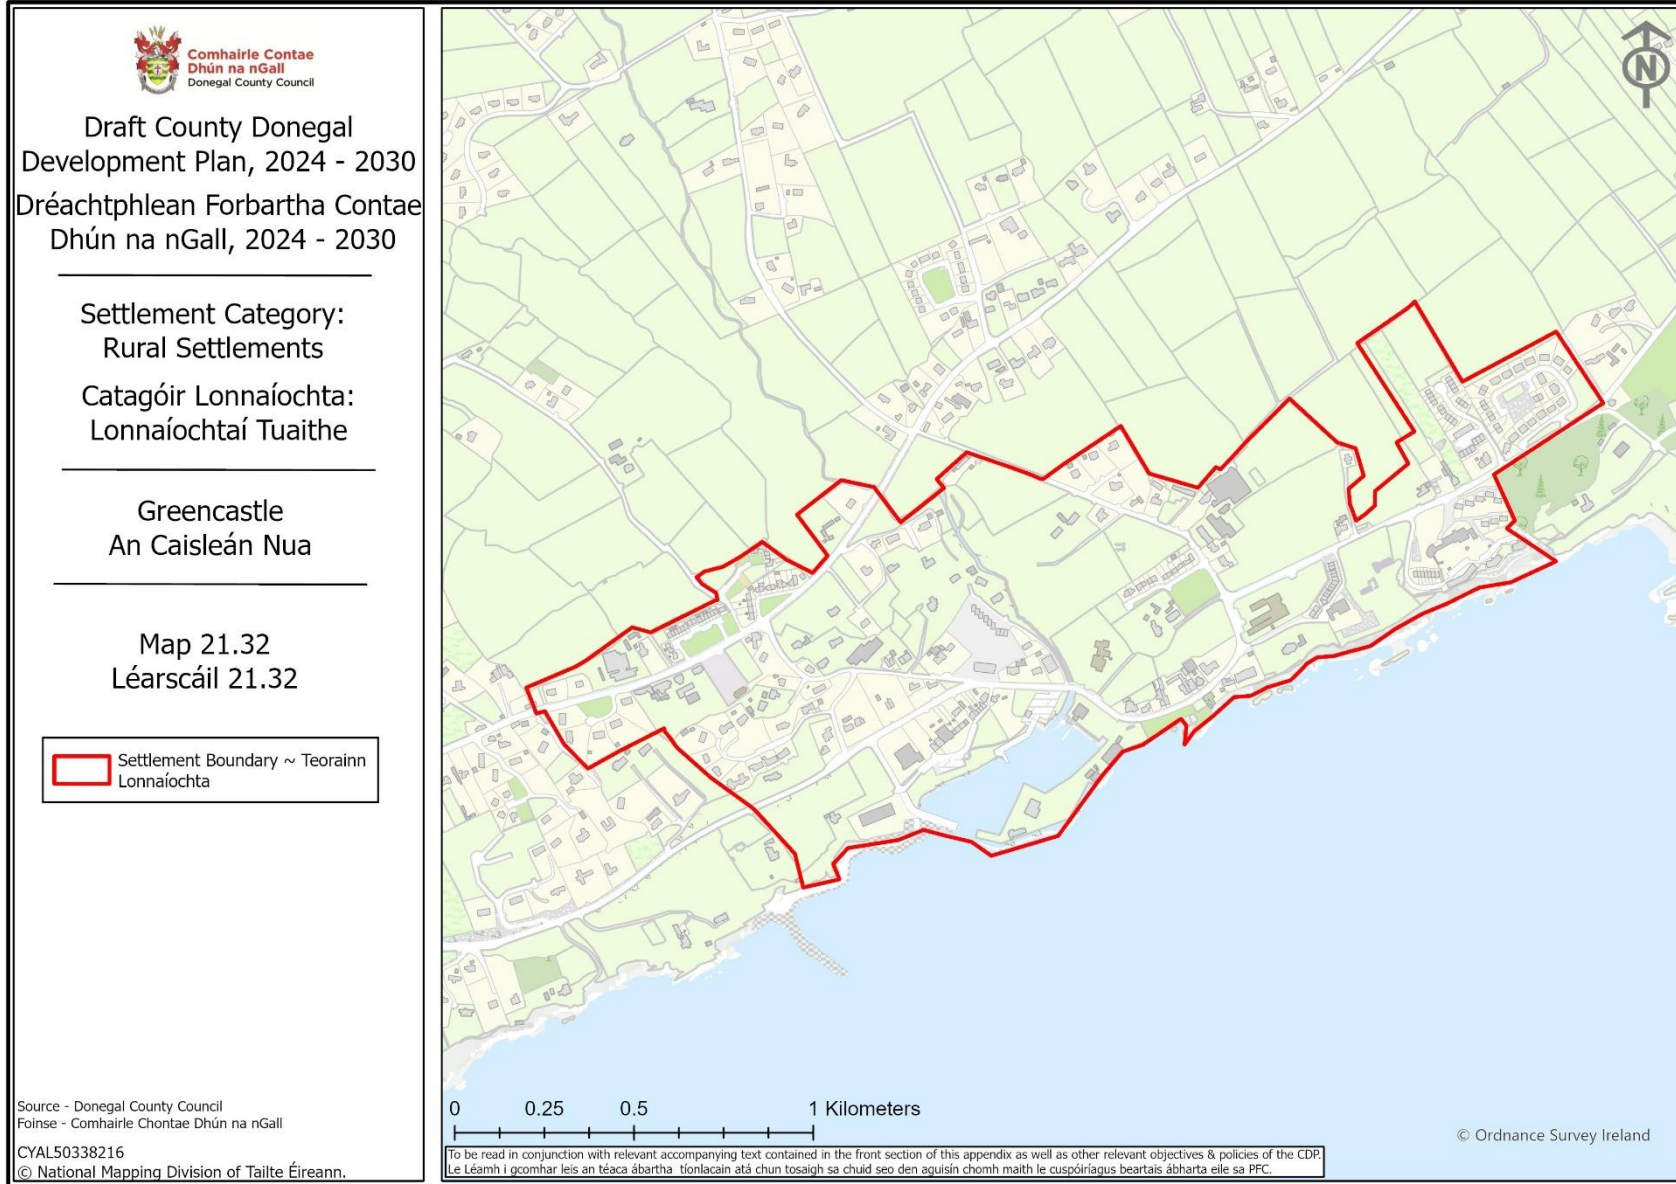 Comhairle Contae
Dhún na nGall
Donegal County Council
Draft County Donegal
Development Plan, 2024 - 2030
Dréachtphlean Forbartha Contae
Dhún na nGall, 2024 - 2030
Settlement Category:
Rural Settlements
Catagóir Lonnaíochta:
Lonnaíochtaí Tuaithe
Greencastle
An Caisleán Nua
Map 21.32
Léarscáil 21.32
Settlement Boundary ~ Teorainn
Lonnaíochta
Source - Donegal County Council
Foinse - Comhairle Chontae Dhún na nGall
CYAL50338216
© National Mapping Division of Tailte Éireann.
N
0 0.25 0.5 1 Kilometers
To be read in conjunction with relevant accompanying text contained in the front section of this appendix as well as other relevant objectives & policies of the CDP.
Le Léamh i gcomhar leis an téaca ábartha tíonlacain atá chun tosaigh sa chuid seo den aguisín chomh maith le cuspóiríagus beartais ábharta eile sa PFC.
© Ordnance Survey Ireland